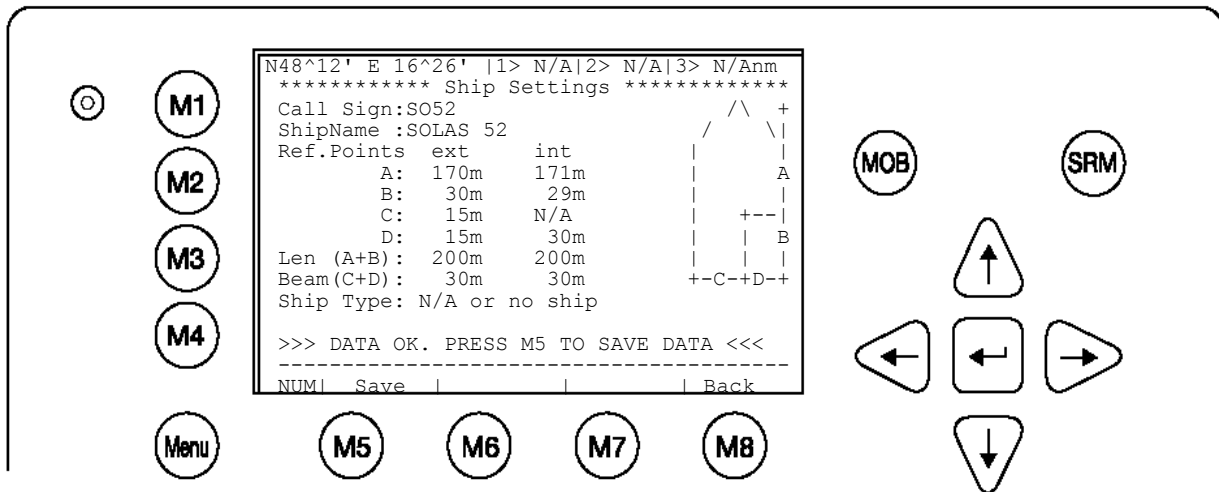 N48^12' E 16^26' |1> N/A|2> N/A|3> N/Anm
************ Ship Settings *************
Call Sign:SO52 /\ +
ShipName :SOLAS 52 / \|
Ref.Points ext int | |
A: 170m 171m | A
B: 30m 29m | |
C: 15m N/A | +--|
D: 15m 30m | | B
Len (A+B): 200m 200m | | |
Beam(C+D): 30m 30m +-C-+D-+
Ship Type: N/A or no ship
>>> DATA OK. PRESS M5 TO SAVE DATA <<<
----------------------------------------
NUM| Save | | | Back
M1
M2
M3
M4
Menu
M5
M6
M7
M8
MOB
SRM